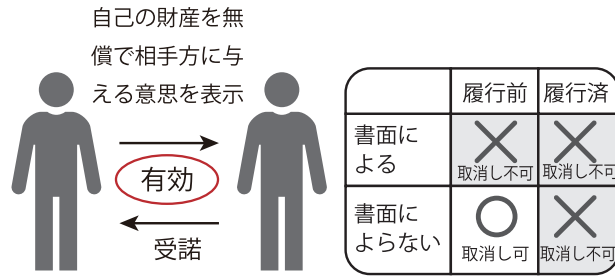 自己の財産を無
償で相手方に与
える意思を表示
有効
受諾
履行前 履行済
書面に
よる
取消し不可 取消し不可
書面に
よらない
取消し可 取消し不可